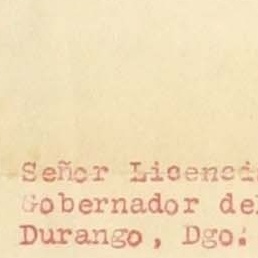 Señor Licenci
Gobernador del
Durango, Dgo.